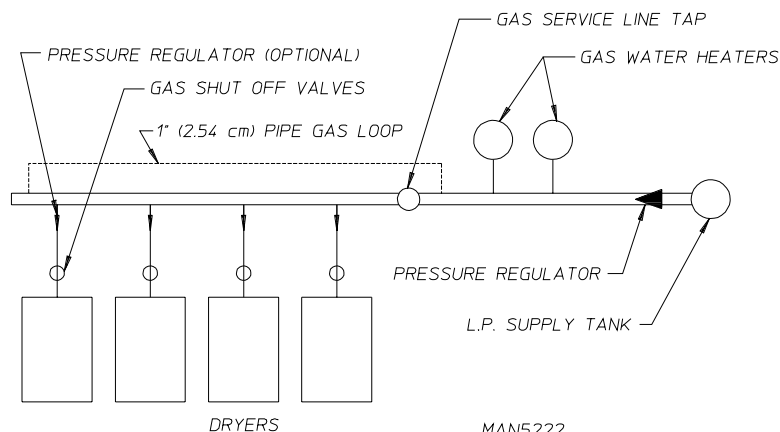 GAS SERVICE LINE TAP
PRESSURE REGULATOR (OPTIONAL)
GAS WATER HEATERS
GAS SHUT OFF VALVES
1" (2.54 cm) PIPE GAS LOOP
PRESSURE REGULATOR
L.P. SUPPLY TANK
DRYERS
MAN5222